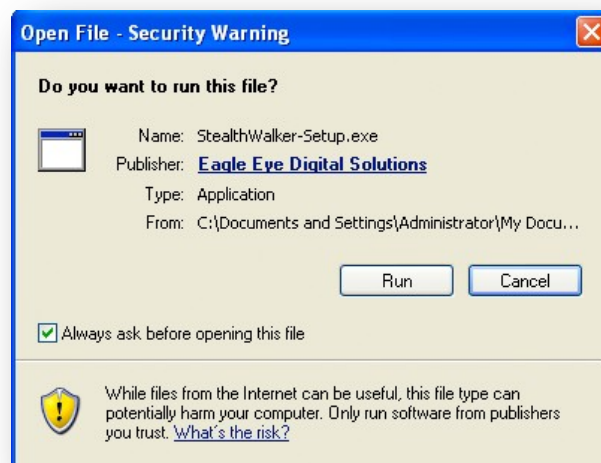 Open File - Security Warning
Do you want to run this file?
Name: StealthWalker-Setup.exe
Publisher: Eagle Eye Digital Solutions
Type: Application
From: C:\Documents and Settings\Administrator\My Docu...
Run Cancel
Always ask before opening this file
While files from the Internet can be useful, this file type can
potentially harm your computer. Only run software from publishers
you trust. What's the risk?